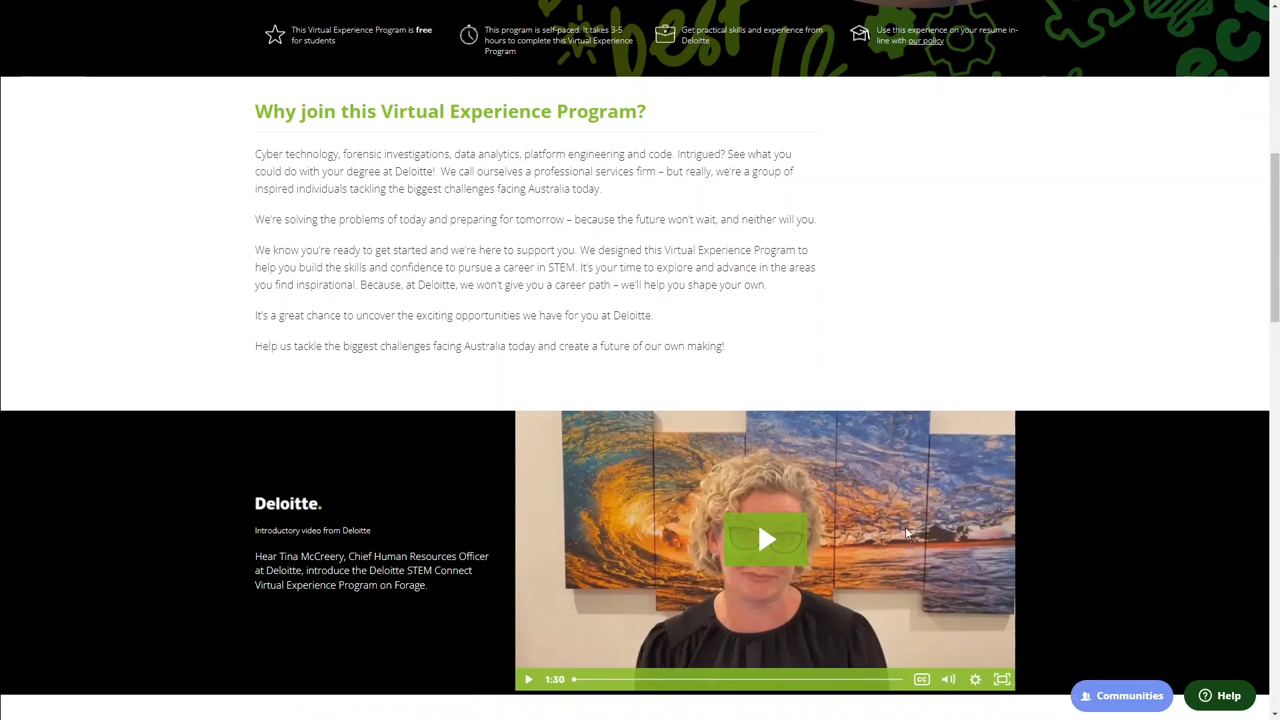 This Virtual Experience Program is free
for students
This program is self-paced. It takes 3-5
hours to complete this Virtual Experience
Program
Get practical skills and experience from
Deloitte
Use this experience on your resume in-
line with our policy
Why join this Virtual Experience Program?
Cyber technology, forensic investigations, data analytics, platform engineering and code. Intrigued? See what you
could do with your degree at Deloitte! We call ourselves a professional services firm – but really, we're a group of
inspired individuals tackling the biggest challenges facing Australia today.
We're solving the problems of today and preparing for tomorrow – because the future won't wait, and neither will you.
We know you're ready to get started and we're here to support you. We designed this Virtual Experience Program to
help you build the skills and confidence to pursue a career in STEM. It's your time to explore and advance in the areas
you find inspirational. Because, at Deloitte, we won't give you a career path – we'll help you shape your own.
It's a great chance to uncover the exciting opportunities we have for you at Deloitte.
Help us tackle the biggest challenges facing Australia today and create a future of our own making!
Deloitte.
Introductory video from Deloitte
Hear Tina McCreery, Chief Human Resources Officer
at Deloitte, introduce the Deloitte STEM Connect
Virtual Experience Program on Forage.
1:30
CC
Communities
Help